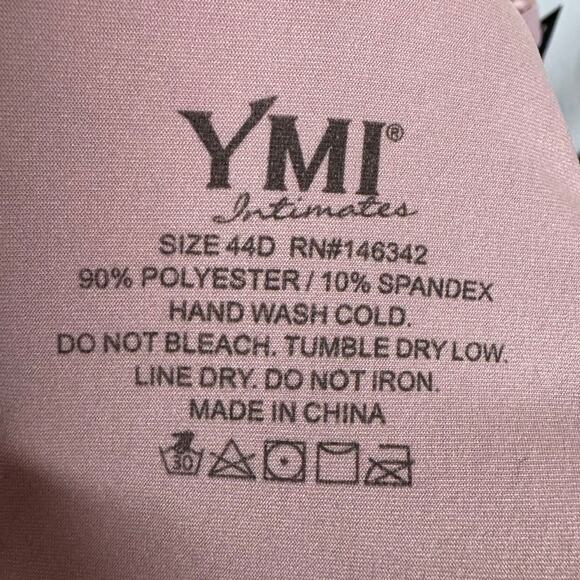 YMI®
Intimates
SIZE 44D RN#146342
90% POLYESTER / 10% SPANDEX
HAND WASH COLD.
DO NOT BLEACH. TUMBLE DRY LOW.
LINE DRY. DO NOT IRON.
MADE IN CHINA
30